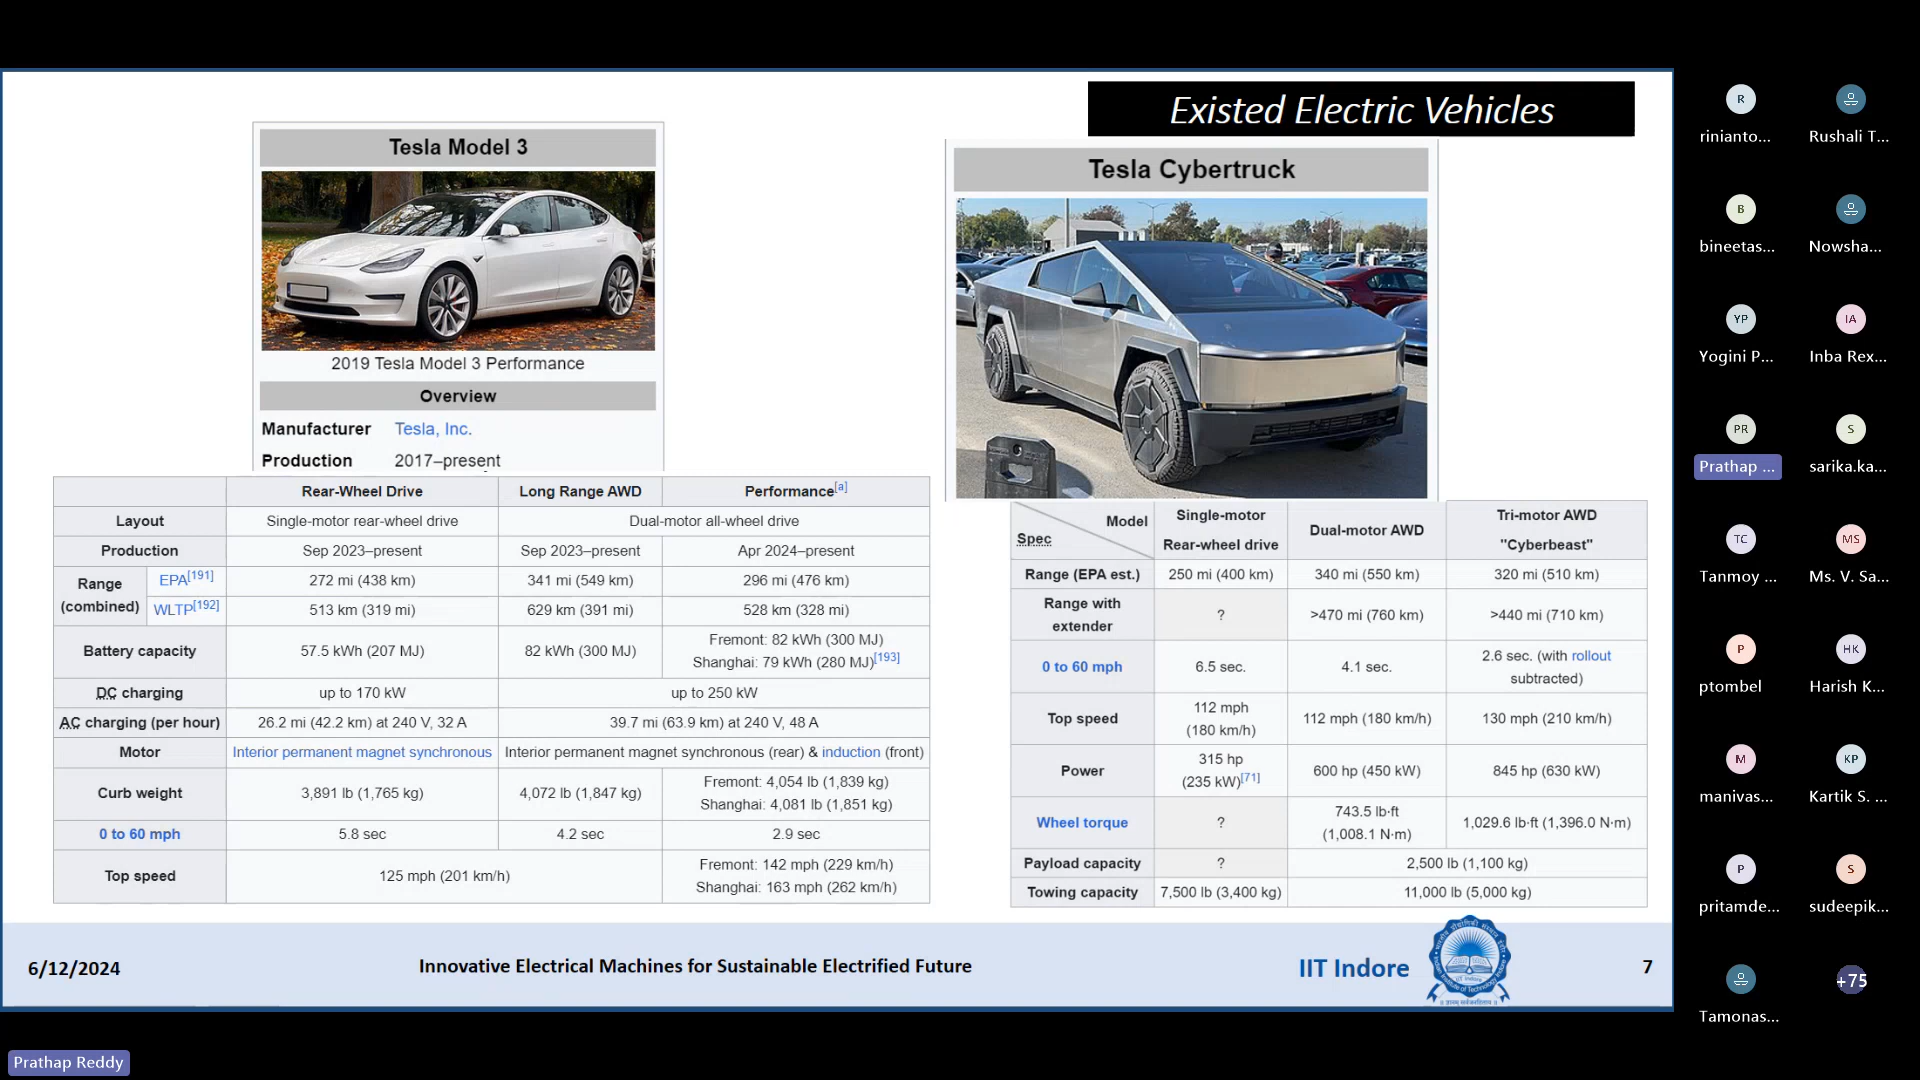 Existed Electric Vehicles
Tesla Model 3
2019 Tesla Model 3 Performance
Overview
Manufacturer Tesla, Inc.
Production 2017–present
Rear-Wheel Drive Long Range AWD Performance[a]
Layout Single-motor rear-wheel drive Dual-motor all-wheel drive
Production Sep 2023–present Sep 2023–present Apr 2024–present
Range (combined) EPA[191] 272 mi (438 km) 341 mi (549 km) 296 mi (476 km)
WLTP[192] 513 km (319 mi) 629 km (391 mi) 528 km (328 mi)
Battery capacity 57.5 kWh (207 MJ) 82 kWh (300 MJ) Fremont: 82 kWh (300 MJ)
Shanghai: 79 kWh (280 MJ)[193]
DC charging up to 170 kW up to 250 kW
AC charging (per hour) 26.2 mi (42.2 km) at 240 V, 32 A 39.7 mi (63.9 km) at 240 V, 48 A
Motor Interior permanent magnet synchronous Interior permanent magnet synchronous (rear) & induction (front)
Curb weight 3,891 lb (1,765 kg) 4,072 lb (1,847 kg) Fremont: 4,054 lb (1,839 kg)
Shanghai: 4,081 lb (1,851 kg)
0 to 60 mph 5.8 sec 4.2 sec 2.9 sec
Top speed 125 mph (201 km/h) Fremont: 142 mph (229 km/h)
Shanghai: 163 mph (262 km/h)
Tesla Cybertruck
Model
Spec
Single-motor
Rear-wheel drive
Dual-motor AWD
Tri-motor AWD
"Cyberbeast"
Range (EPA est.) 250 mi (400 km) 340 mi (550 km) 320 mi (510 km)
Range with
extender
? >470 mi (760 km) >440 mi (710 km)
0 to 60 mph 6.5 sec. 4.1 sec. 2.6 sec. (with rollout
subtracted)
Top speed 112 mph
(180 km/h)
112 mph (180 km/h) 130 mph (210 km/h)
Power 315 hp
(235 kW)[71]
600 hp (450 kW) 845 hp (630 kW)
Wheel torque ? 743.5 lb·ft
(1,008.1 N·m)
1,029.6 lb·ft (1,396.0 N·m)
Payload capacity ? 2,500 lb (1,100 kg)
Towing capacity 7,500 lb (3,400 kg) 11,000 lb (5,000 kg)
6/12/2024 Innovative Electrical Machines for Sustainable Electrified Future IIT Indore 7
IIT INDORE
R
rinianto... Rushali T...
B
bineetas... Nowsha...
YP IA
Yogini P... Inba Rex...
PR S
Prathap ... sarika.ka...
TC MS
Tanmoy ... Ms. V. Sa...
P HK
ptombel Harish K...
M KP
manivas... Kartik S. ...
P S
pritamde... sudeepik...
+75
Tamonas...
Prathap Reddy